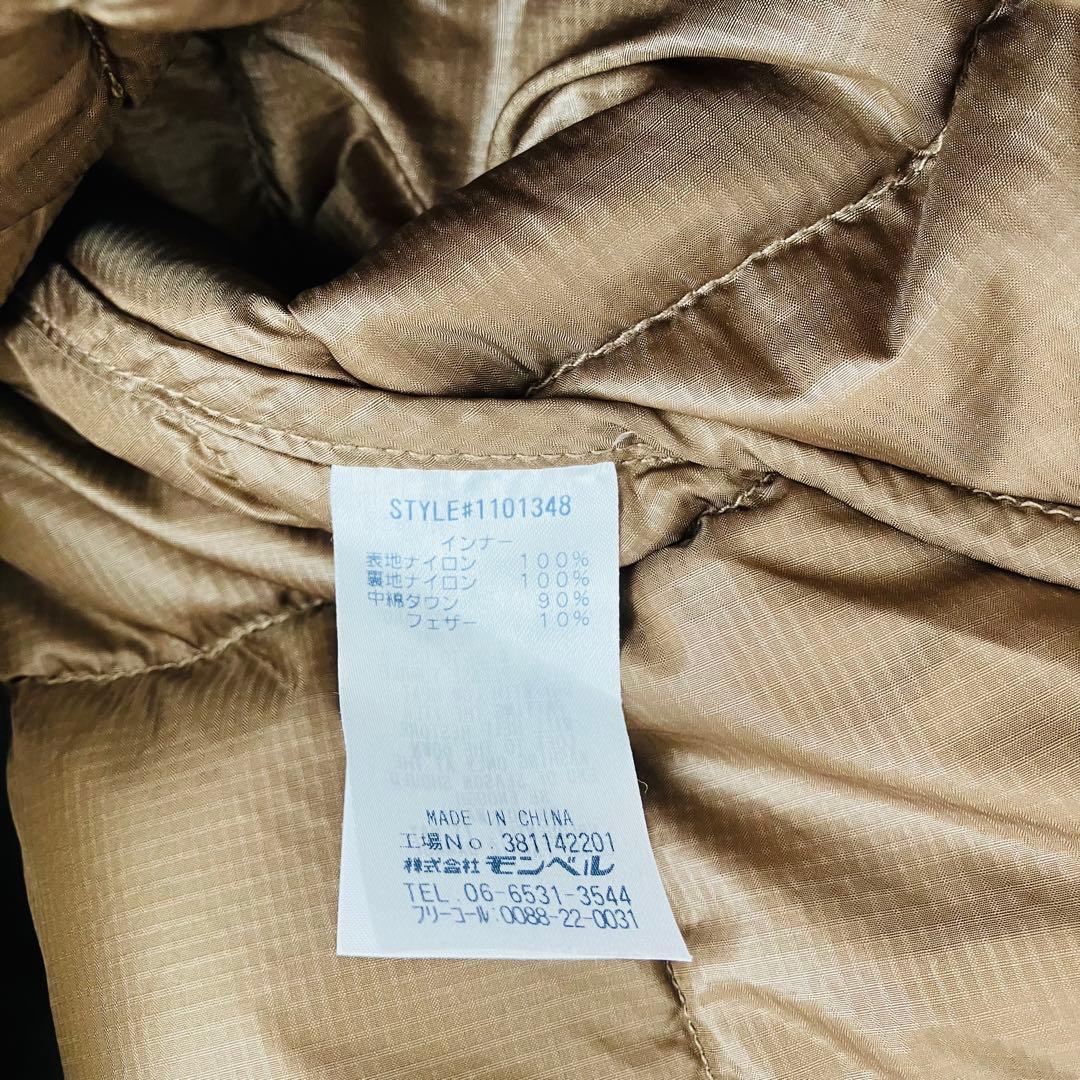 STYLE#1101348
インナー
表地ナイロン 100%
裏地ナイロン 100%
中綿ダウン 90%
フェザー 10%
MADE IN CHINA
工場No.381142201
株式会社 モンベル
TEL.06-6531-3544
フリーコール:0088-22-0031